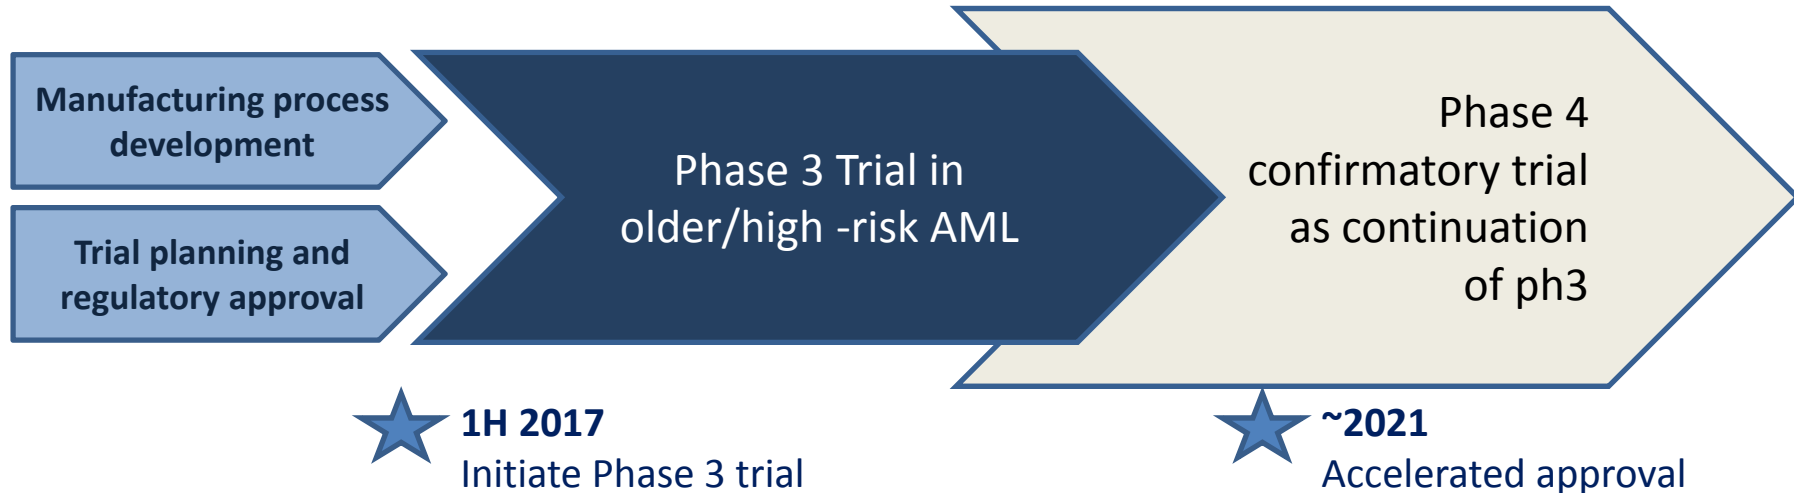 Manufacturing process
development
Trial planning and
regulatory approval
Phase 3 Trial in
older/high -risk AML
Phase 4
confirmatory trial
as continuation
of ph3
1H 2017
Initiate Phase 3 trial
~2021
Accelerated approval